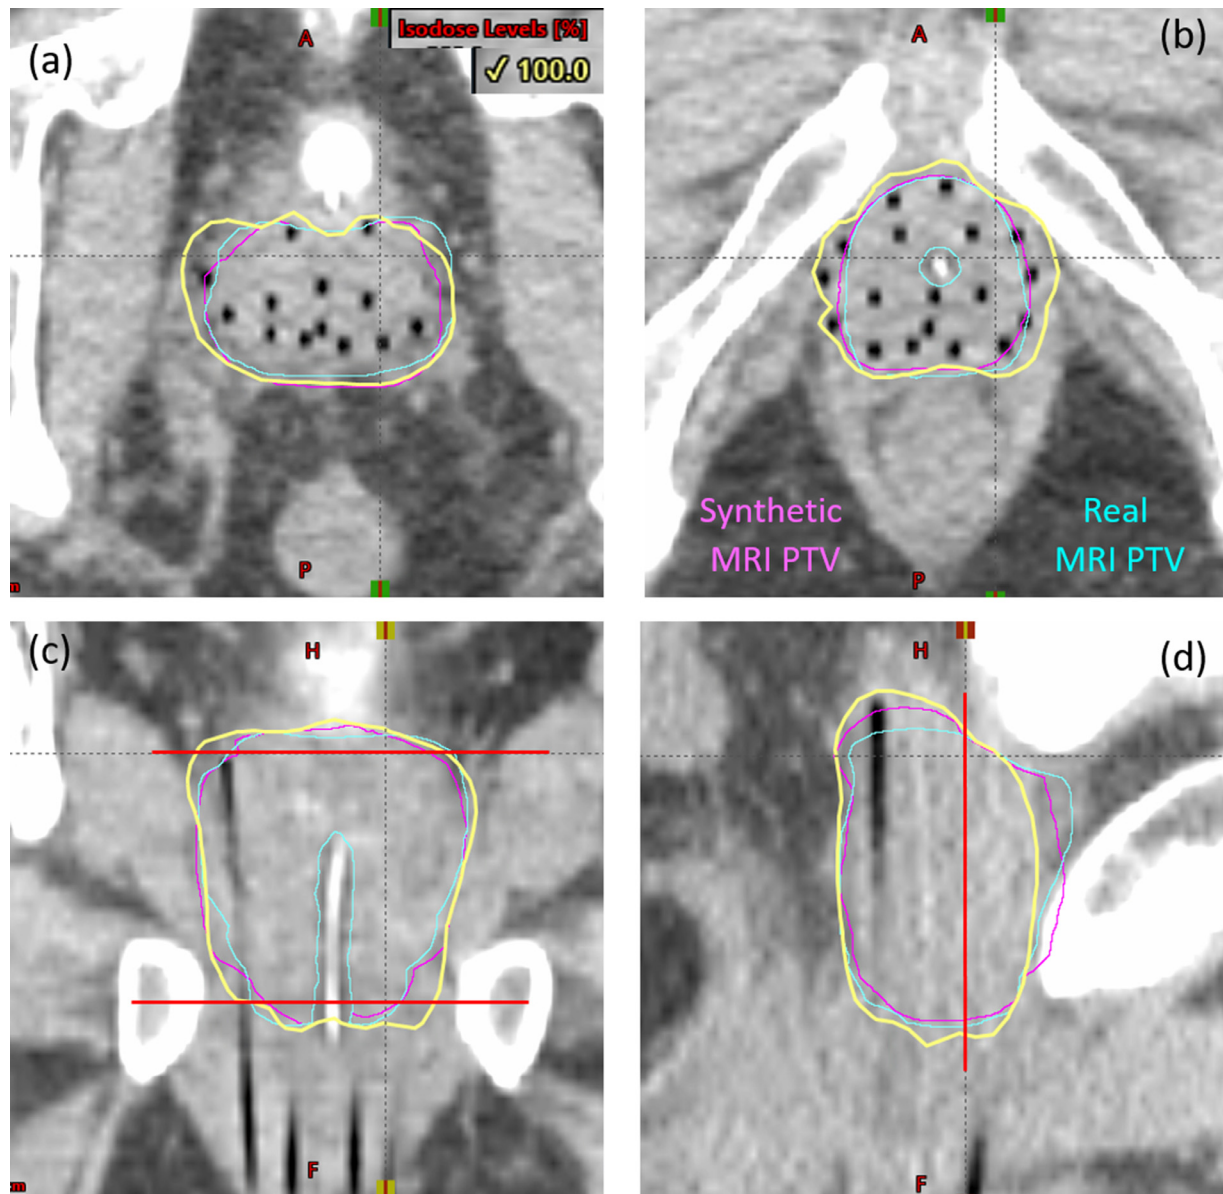 (a)
A
Isodose Levels [%]
✓ 100.0
P
m
(b)
A
Synthetic
MRI PTV
Real
MRI PTV
P
(c)
H
F
m
(d)
H
F